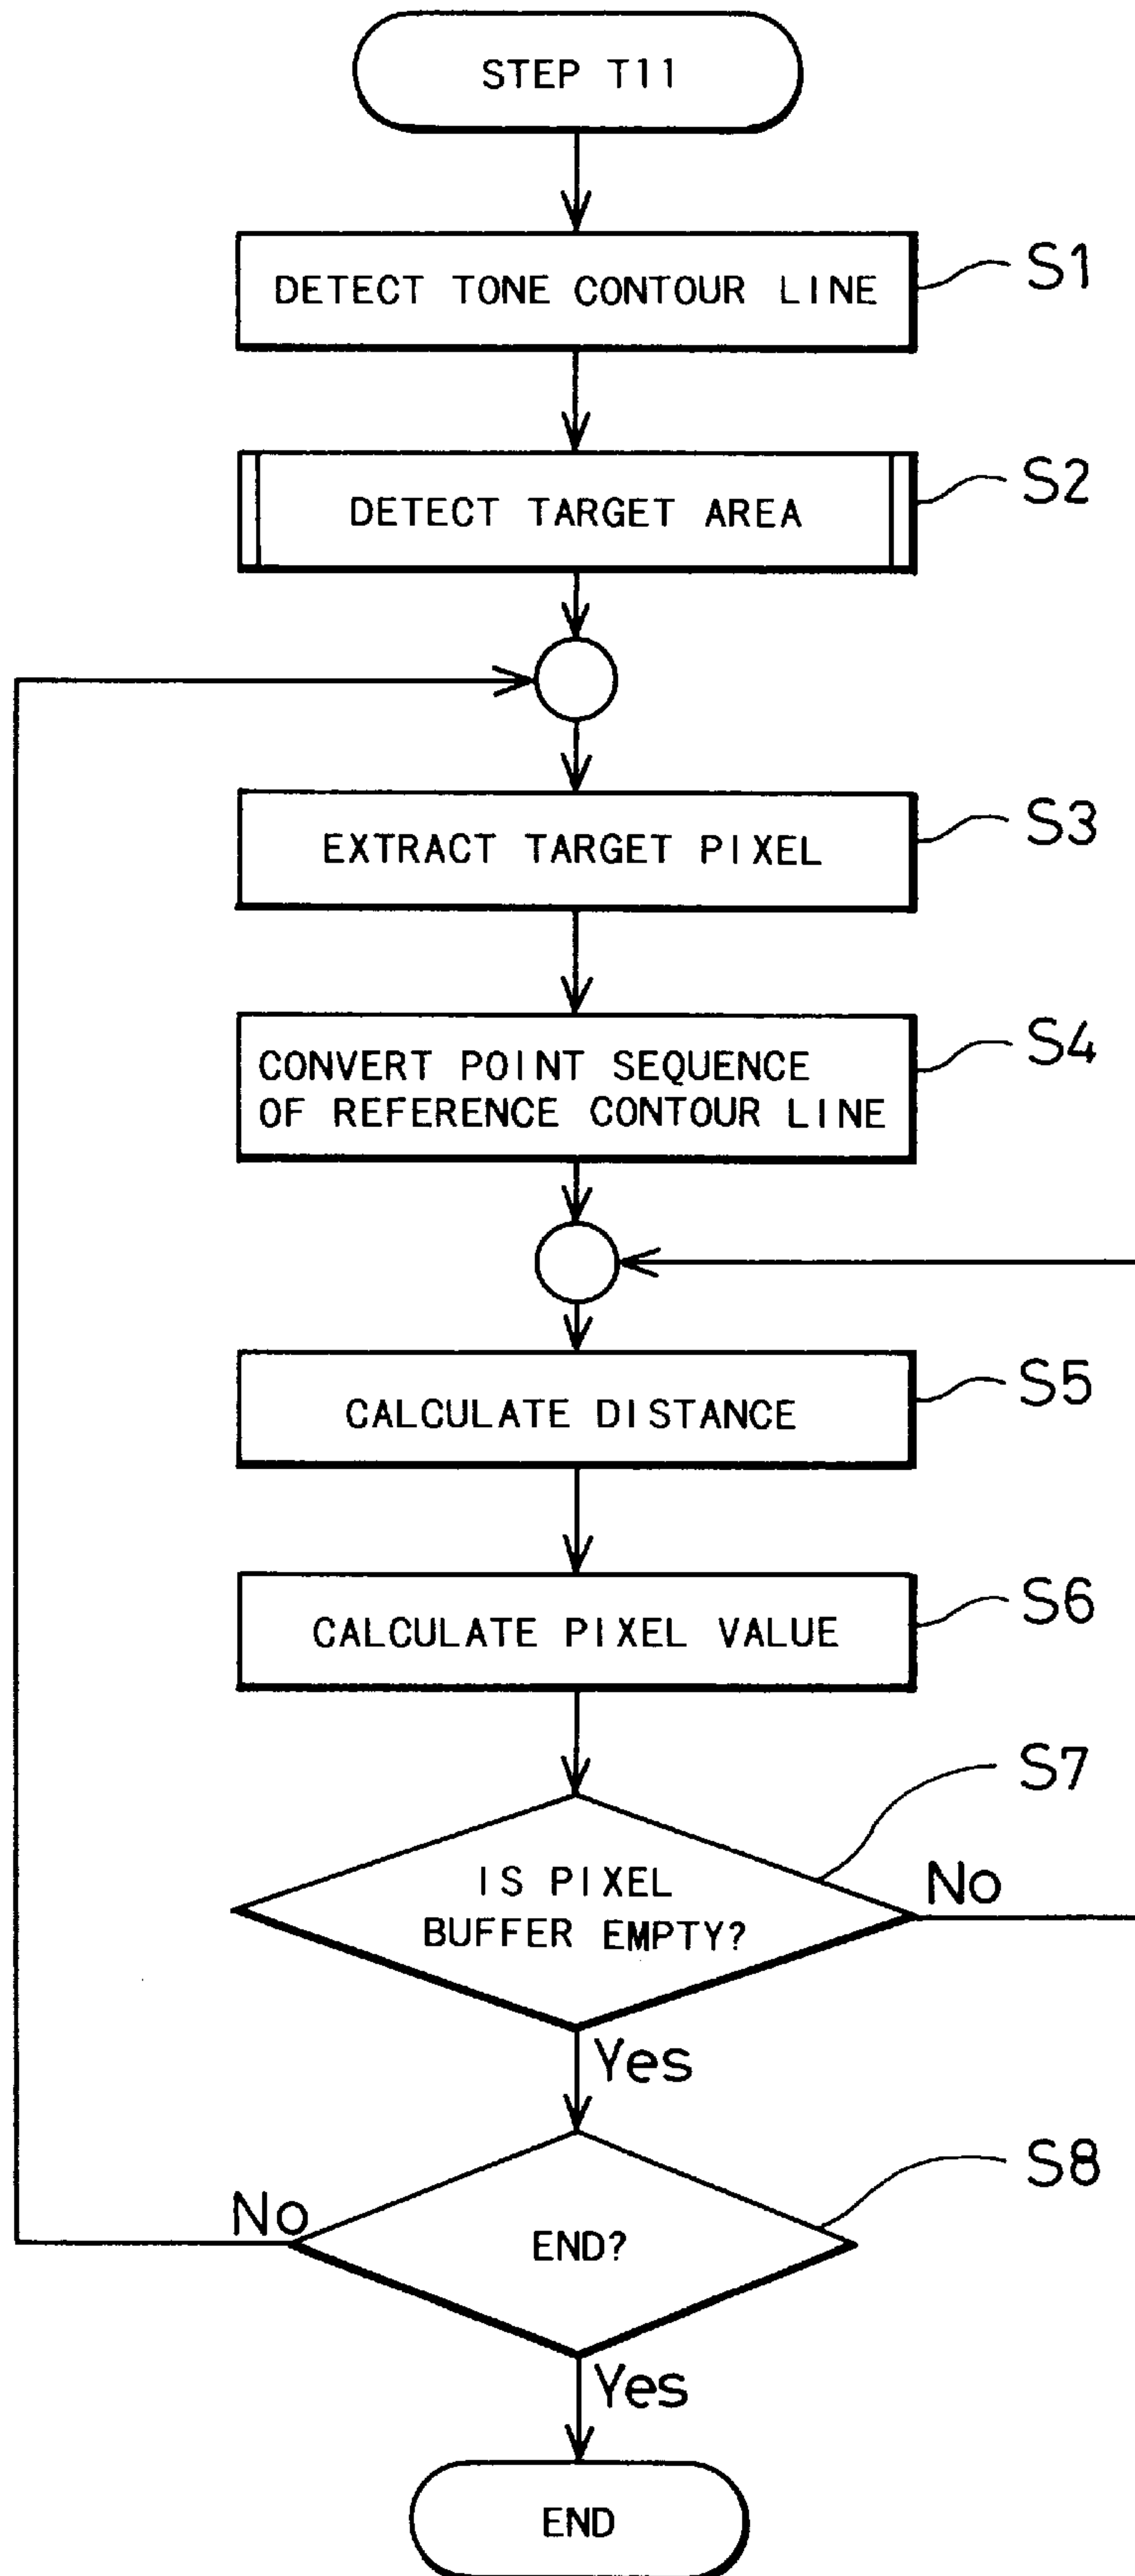 STEP T11
DETECT TONE CONTOUR LINE
S1
DETECT TARGET AREA
S2
EXTRACT TARGET PIXEL
S3
CONVERT POINT SEQUENCE
OF REFERENCE CONTOUR LINE
S4
CALCULATE DISTANCE
S5
CALCULATE PIXEL VALUE
S6
S7
IS PIXEL
BUFFER EMPTY?
No
Yes
S8
No
END?
Yes
END